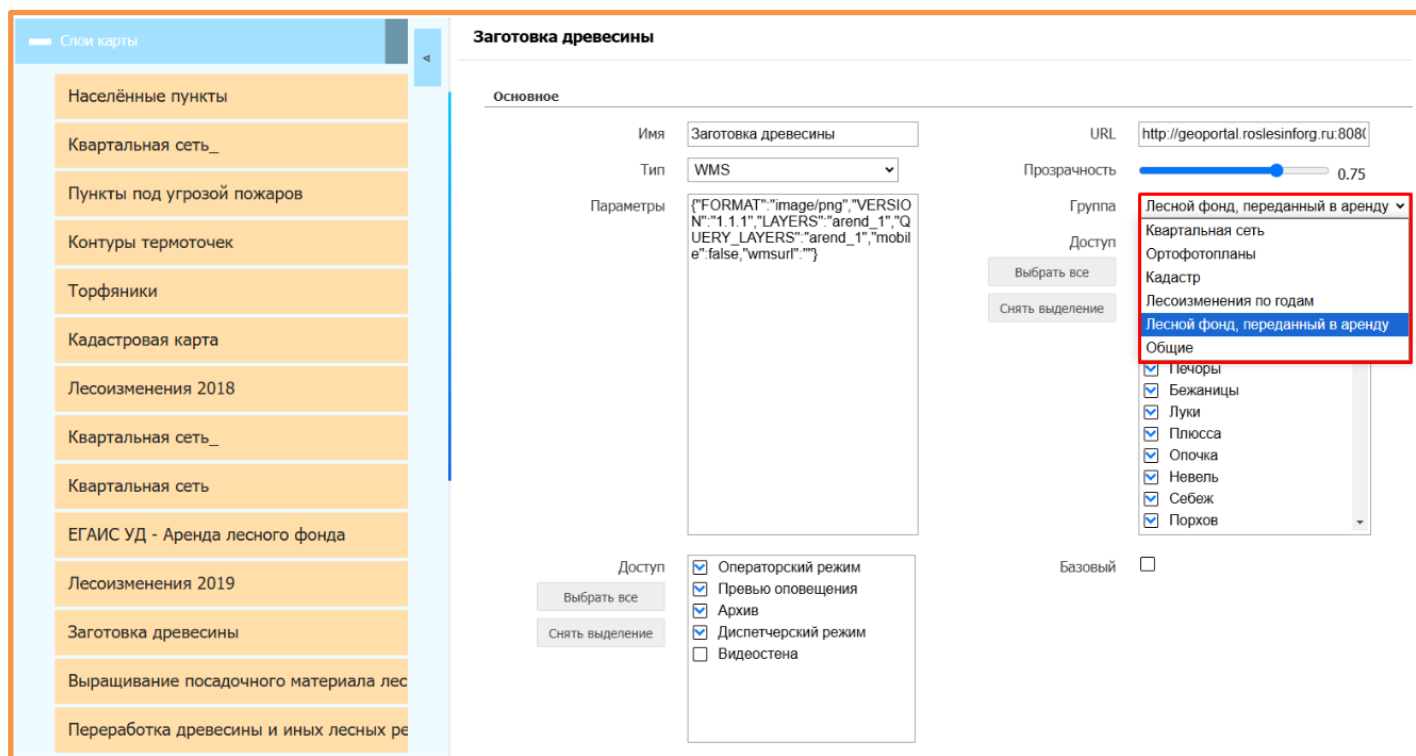 Слои карты
Населённые пункты
Квартальная сеть_
Пункты под угрозой пожаров
Контуры термоточек
Торфяники
Кадастровая карта
Лесоизменения 2018
Квартальная сеть_
Квартальная сеть
ЕГАИС УД - Аренда лесного фонда
Лесоизменения 2019
Заготовка древесины
Выращивание посадочного материала лес
Переработка древесины и иных лесных ре
Заготовка древесины
Основное
Имя
Заготовка древесины
Тип
WMS
Параметры
{"FORMAT":"image/png","VERSIO
N":"1.1.1","LAYERS":"arend_1","Q
UERY_LAYERS":"arend_1","mobil
e":false,"wmsurl":""}
URL
http://geoportal.roslesinforg.ru:808(
Прозрачность
0.75
Группа
Лесной фонд, переданный в аренду
Квартальная сеть
Ортофотопланы
Кадастр
Лесоизменения по годам
Лесной фонд, переданный в аренду
Общие
Доступ
Выбрать все
Снять выделение
Печоры
Бежаницы
Луки
Плюсса
Опочка
Невель
Себеж
Порхов
Доступ
Выбрать все
Снять выделение
Операторский режим
Превью оповещения
Архив
Диспетчерский режим
Видеостена
Базовый